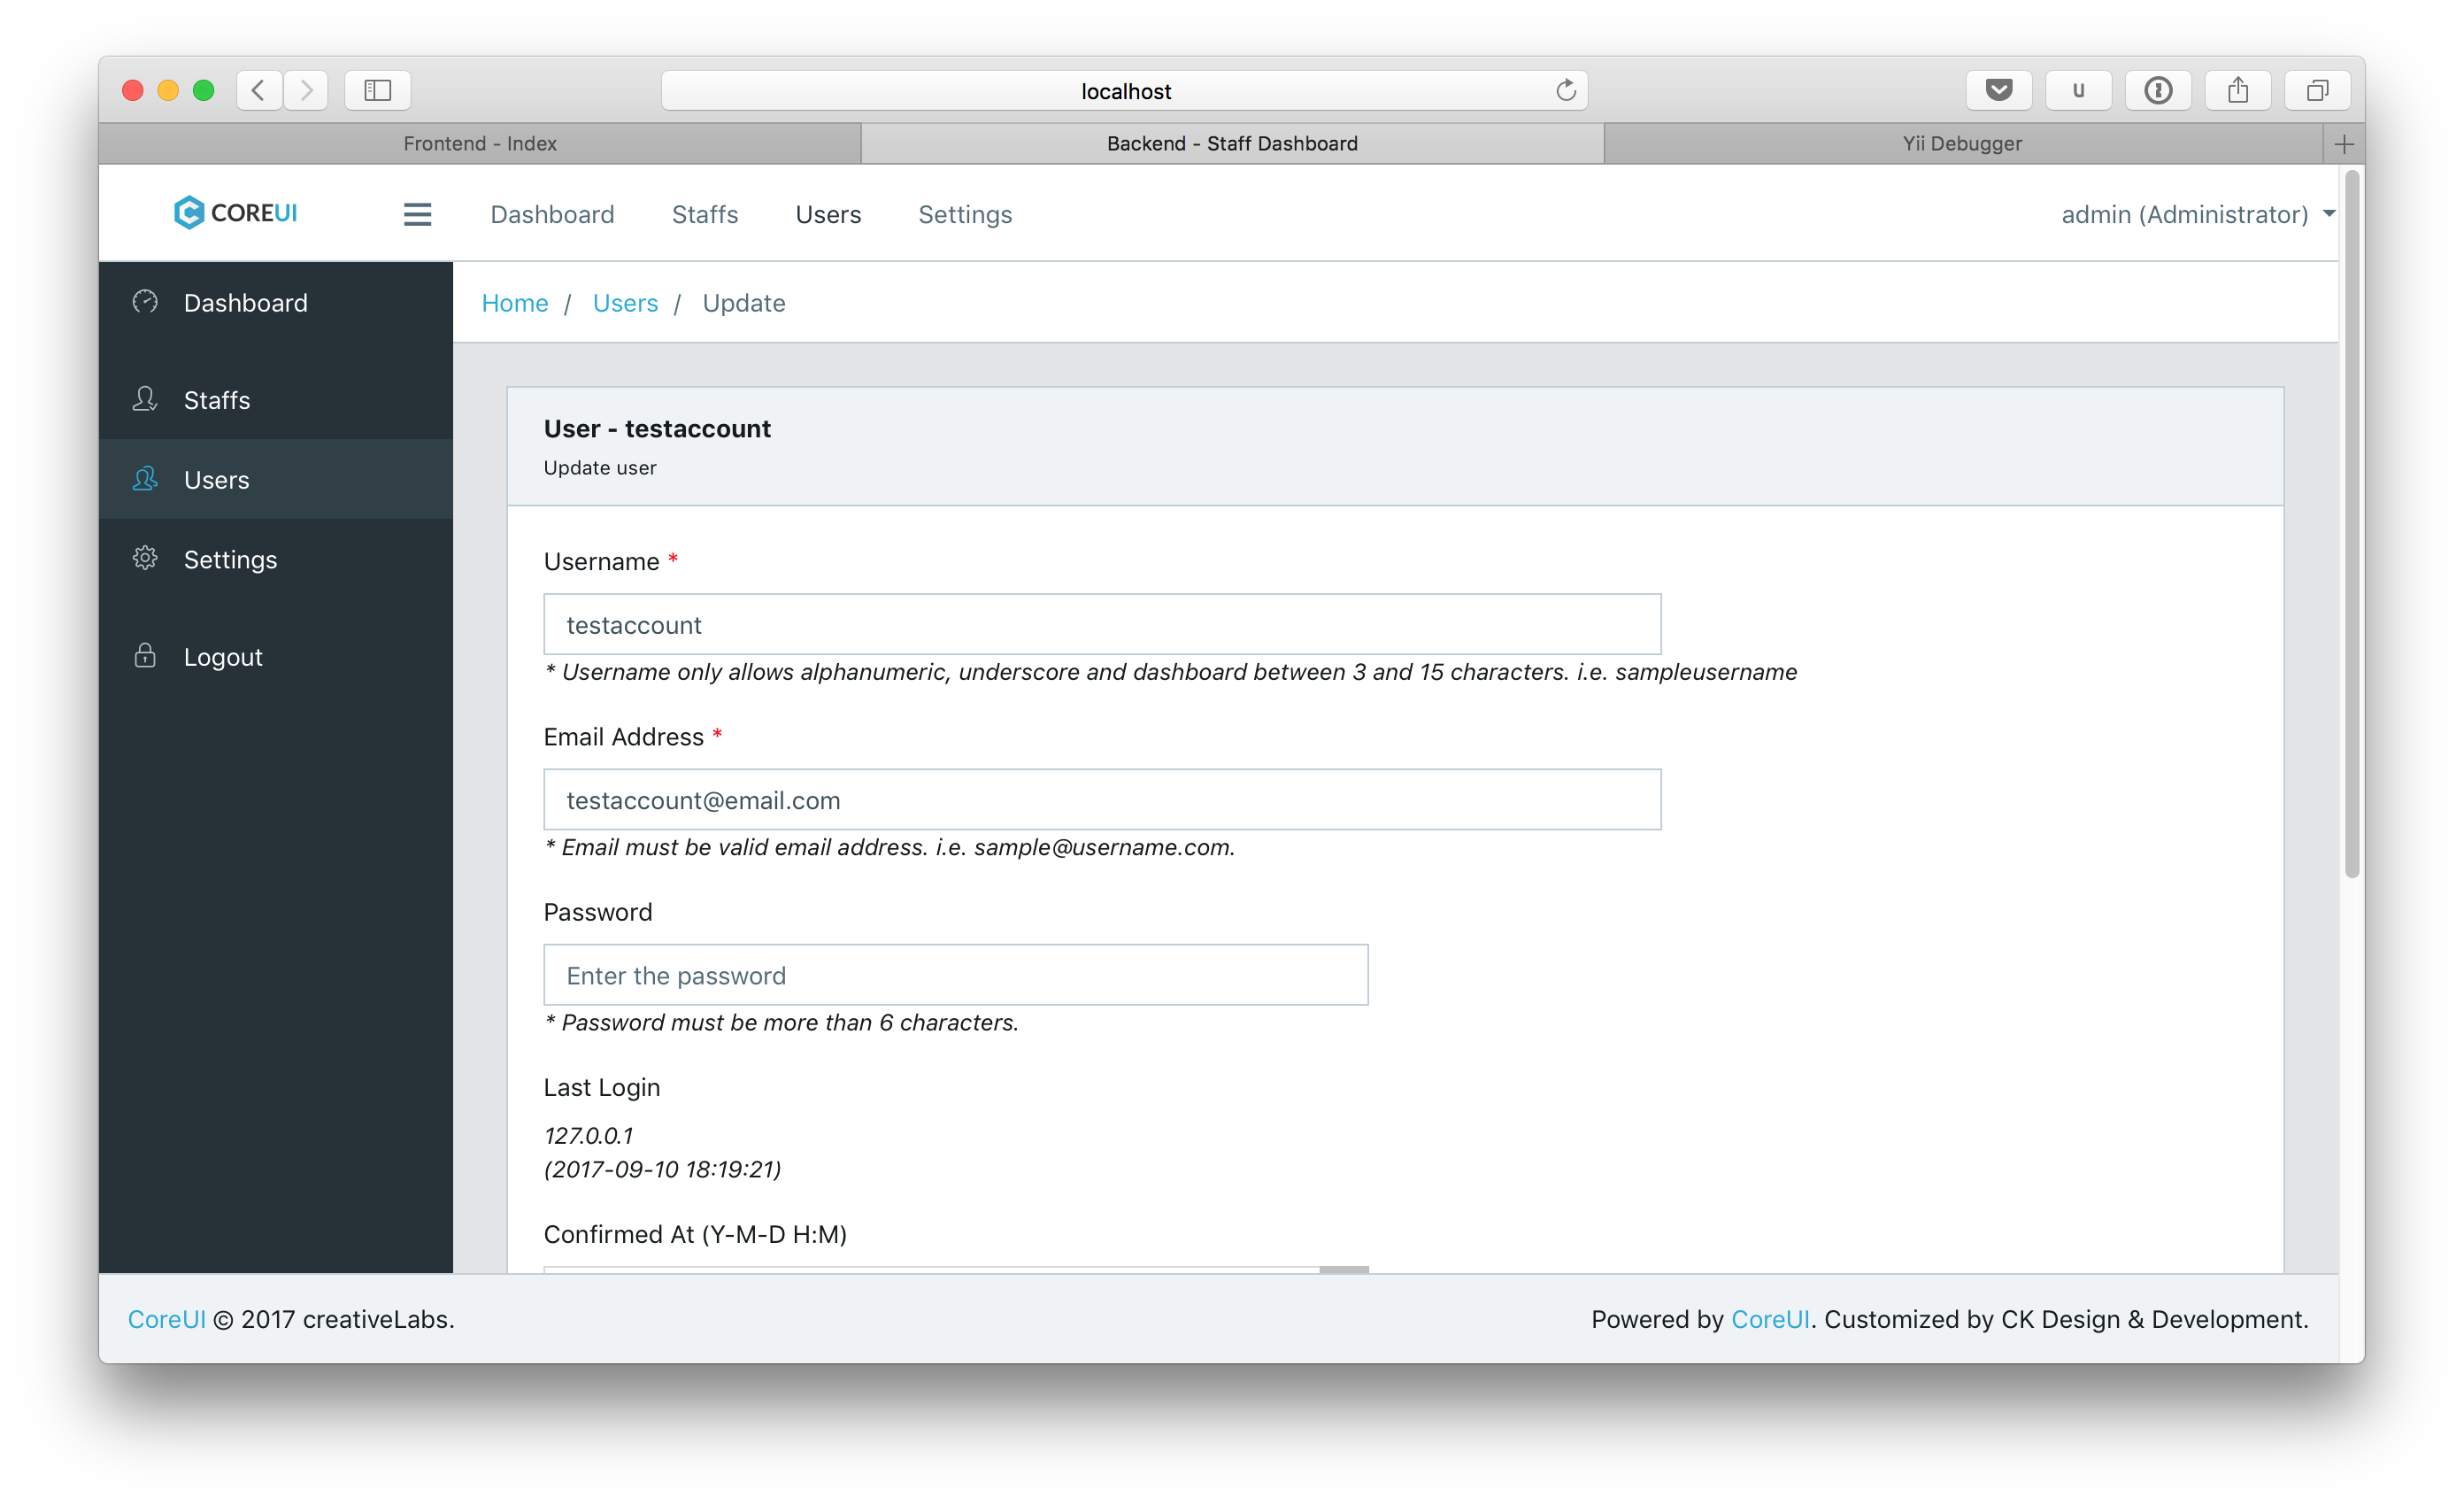 localhost
u
Frontend - Index
Backend - Staff Dashboard
Yii Debugger
COREUI
Dashboard
Staffs
Users
Settings
admin (Administrator)
Dashboard
Staffs
Users
Settings
Logout
Home / Users / Update
User - testaccount
Update user
Username *
testaccount
* Username only allows alphanumeric, underscore and dashboard between 3 and 15 characters. i.e. sampleusername
Email Address *
testaccount@email.com
* Email must be valid email address. i.e. sample@username.com.
Password
Enter the password
* Password must be more than 6 characters.
Last Login
127.0.0.1
(2017-09-10 18:19:21)
Confirmed At (Y-M-D H:M)
CoreUI © 2017 creativeLabs.
Powered by CoreUI. Customized by CK Design & Development.